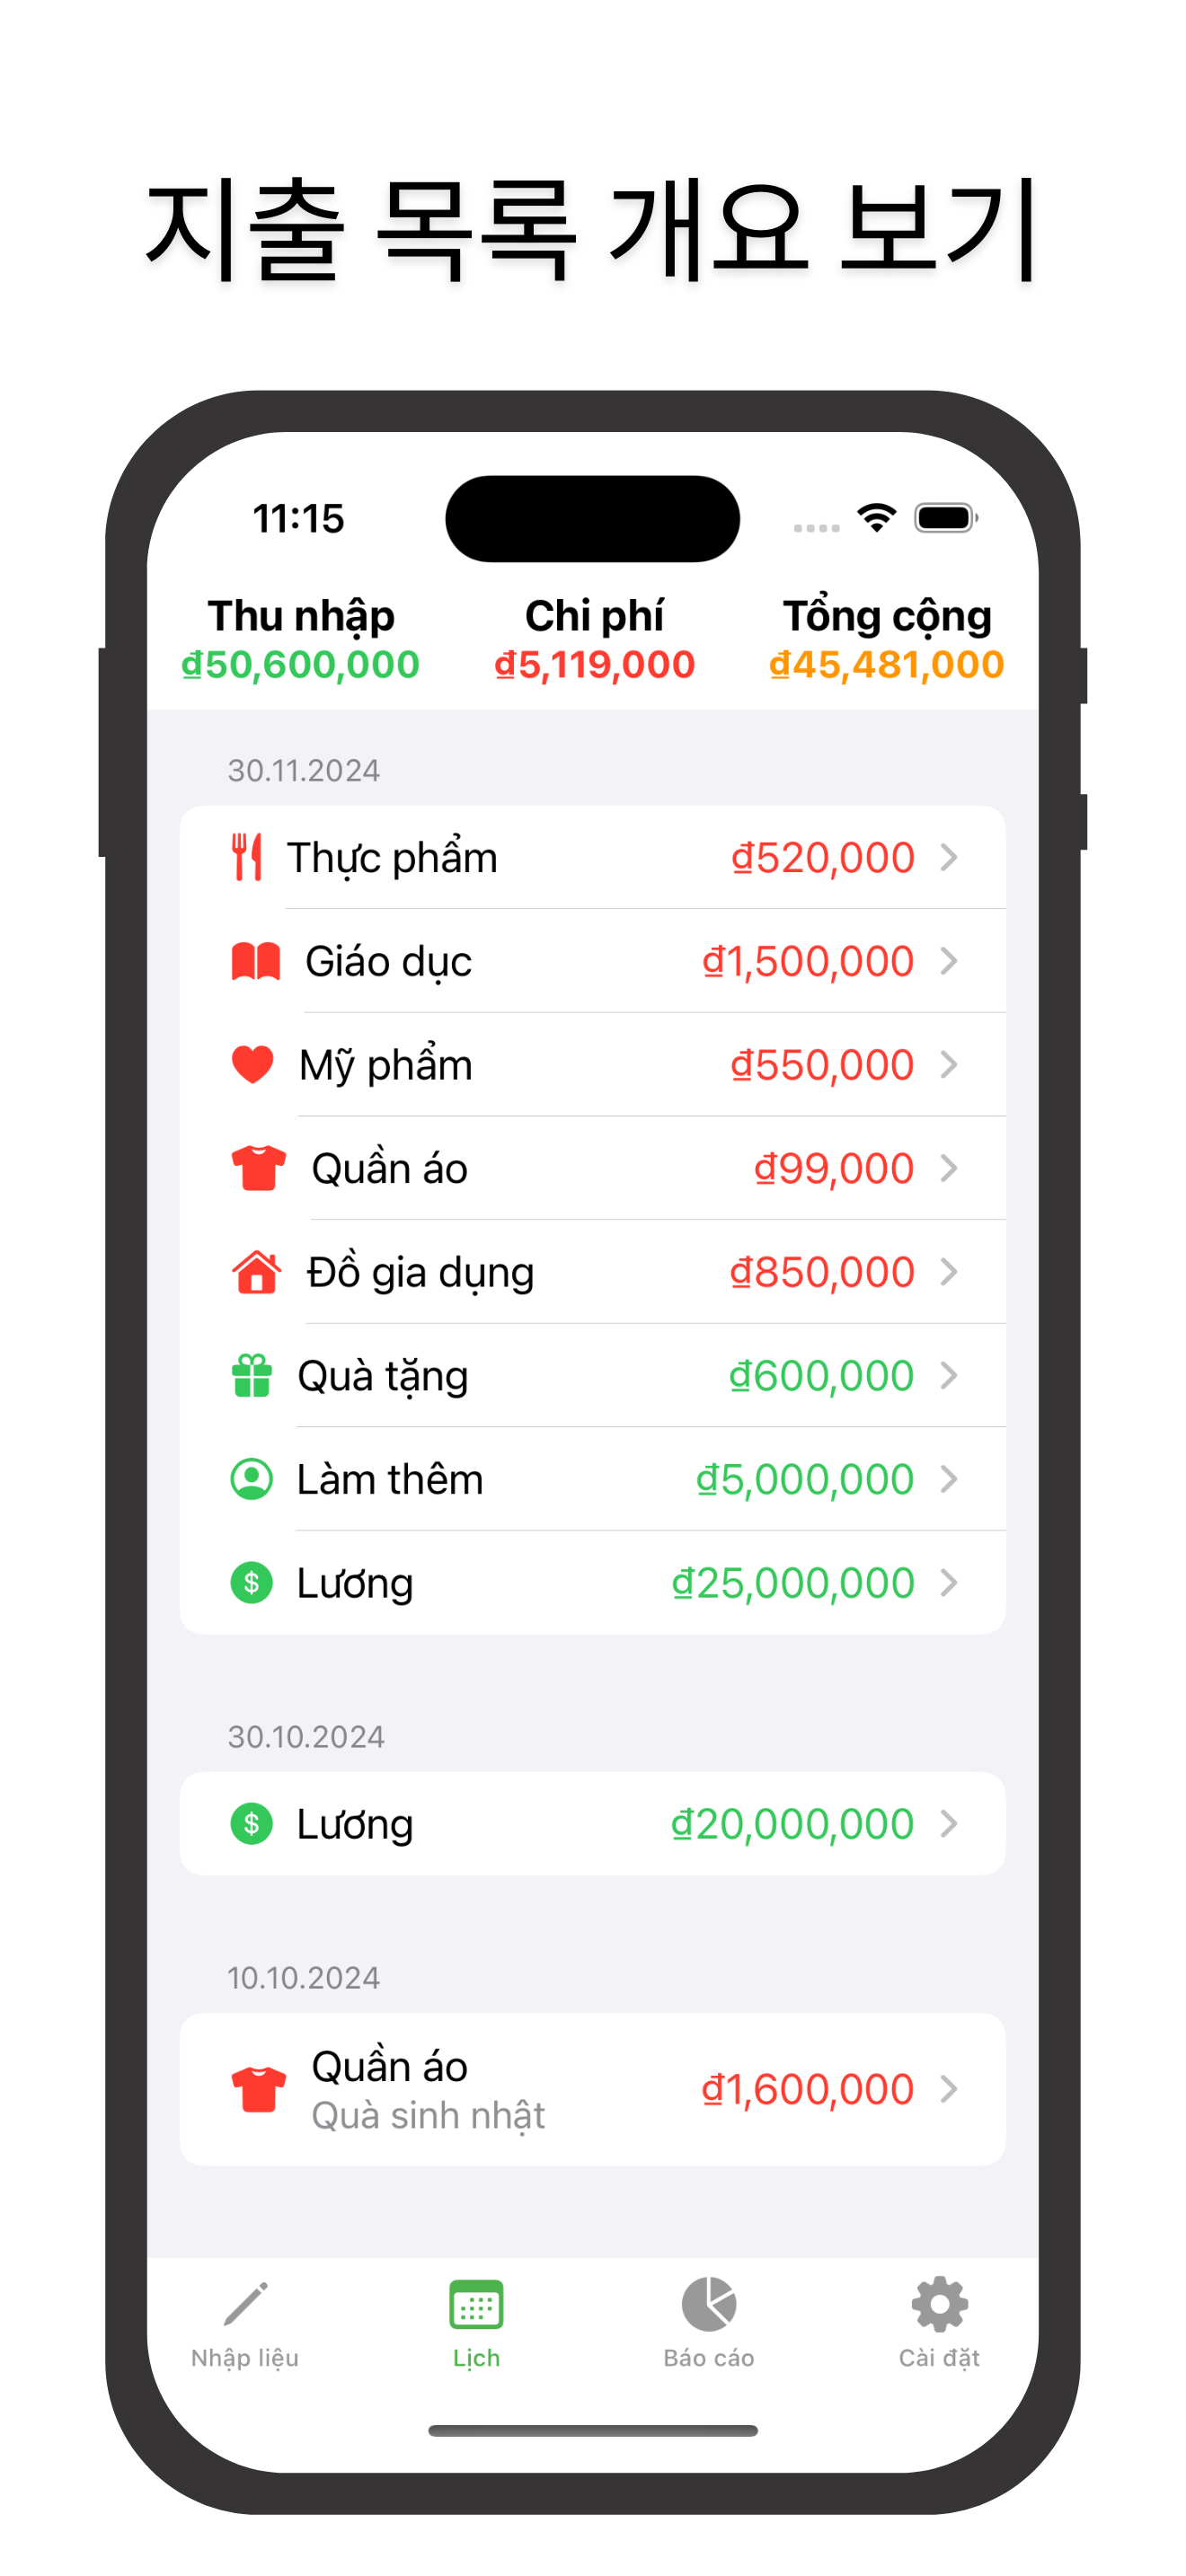 지출 목록 개요 보기
11:15
Thu nhập Chi phí Tổng cộng
₫50,600,000 ₫5,119,000 ₫45,481,000
30.11.2024
Thực phẩm ₫520,000
Giáo dục ₫1,500,000
Mỹ phẩm ₫550,000
Quần áo ₫99,000
Đồ gia dụng ₫850,000
Quà tặng ₫600,000
Làm thêm ₫5,000,000
$ Lương ₫25,000,000
30.10.2024
$ Lương ₫20,000,000
10.10.2024
Quần áo ₫1,600,000
Quà sinh nhật
Nhập liệu Lịch Báo cáo Cài đặt